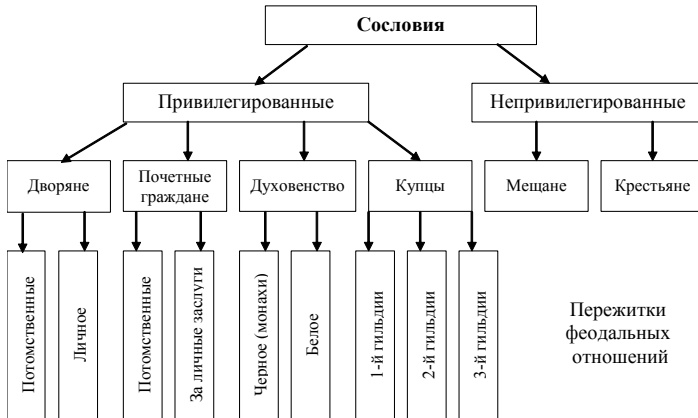 Сословия
Привилегированные
Непривилегированные
Дворяне
Почетные
граждане
Духовенство
Купцы
Мещане
Крестьяне
Потомственные
Личное
Потомственные
За личные заслуги
Черное (монахи)
Белое
1-й гильдии
2-й гильдии
3-й гильдии
Пережитки
феодальных
отношений